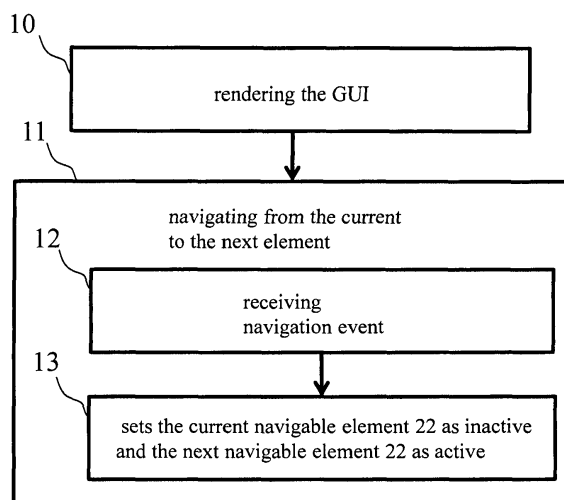 10
rendering the GUI
11
navigating from the current
to the next element
12
receiving
navigation event
13
sets the current navigable element 22 as inactive
and the next navigable element 22 as active